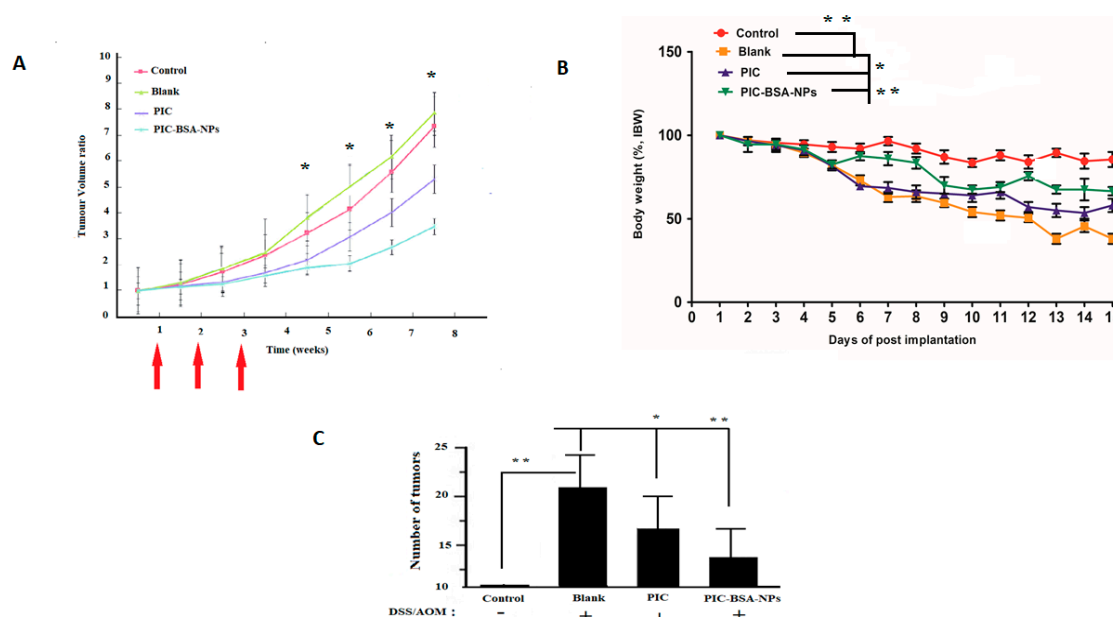 A
Tumour Volume ratio
10
9
8
7
6
5
4
3
2
1
0
Control
Blank
PIC
PIC-BSA-NPs
*
*
*
*
1 2 3 4 5 6 7 8
Time (weeks)
B
Body weight (%, IBW)
150
100
50
0
Control
Blank
PIC
PIC-BSA-NPs
* *
*
* *
0 1 2 3 4 5 6 7 8 9 10 11 12 13 14
Days of post implantation
C
Number of tumors
25
20
15
10
* *
*
* *
Control Blank PIC PIC-BSA-NPs
DSS/AOM : - + + +